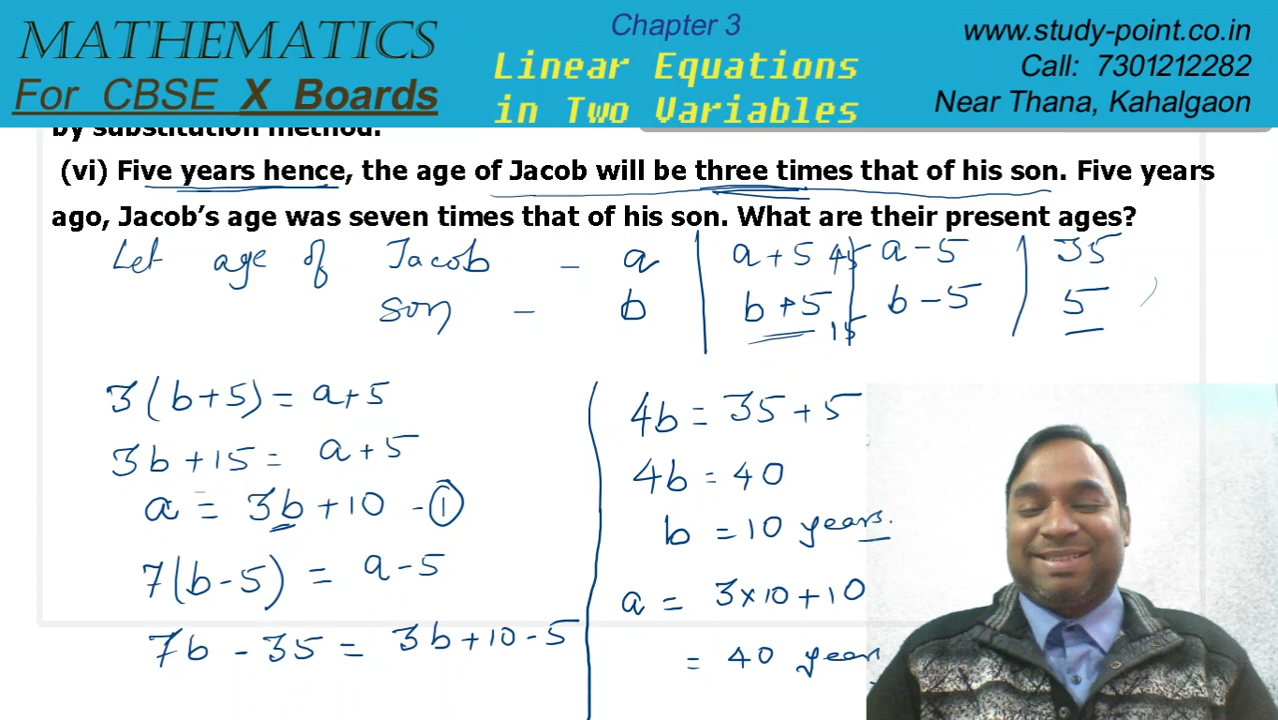 MATHEMATICS
For CBSE X Boards
Chapter 3
Linear Equations
in Two Variables
www.study-point.co.in
Call: 7301212282
Near Thana, Kahalgaon
by substitution method.
(vi) Five years hence, the age of Jacob will be three times that of his son. Five years
ago, Jacob's age was seven times that of his son. What are their present ages?
Let age of Jacob - a | a+5 45 | a-5 | 35
son - b | b+5 15 | b-5 | 5
3(b+5) = a+5
3b+15 = a+5
a = 3b+10 - ①
7(b-5) = a-5
7b - 35 = 3b+10-5
4b = 35+5
4b = 40
b = 10 years.
a = 3×10+10
= 40 years